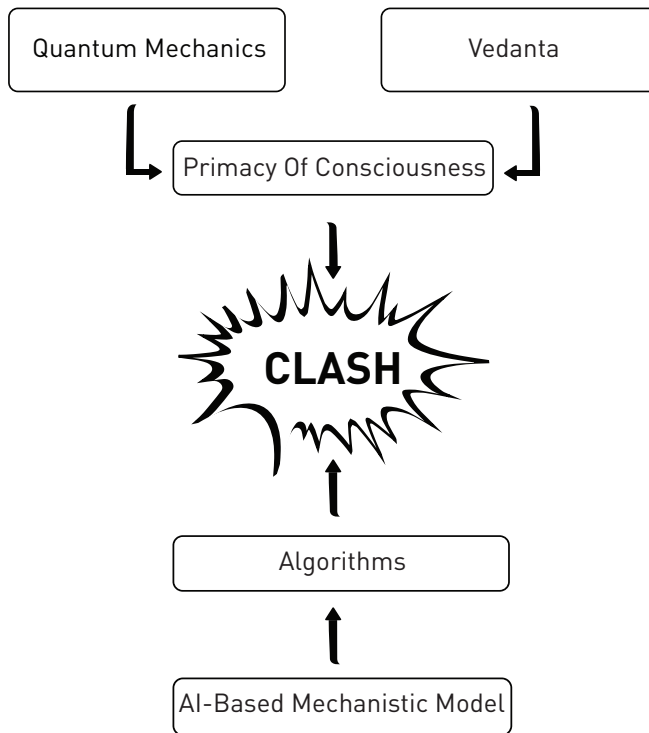 Quantum Mechanics
Vedanta
Primacy Of Consciousness
CLASH
Algorithms
AI-Based Mechanistic Model